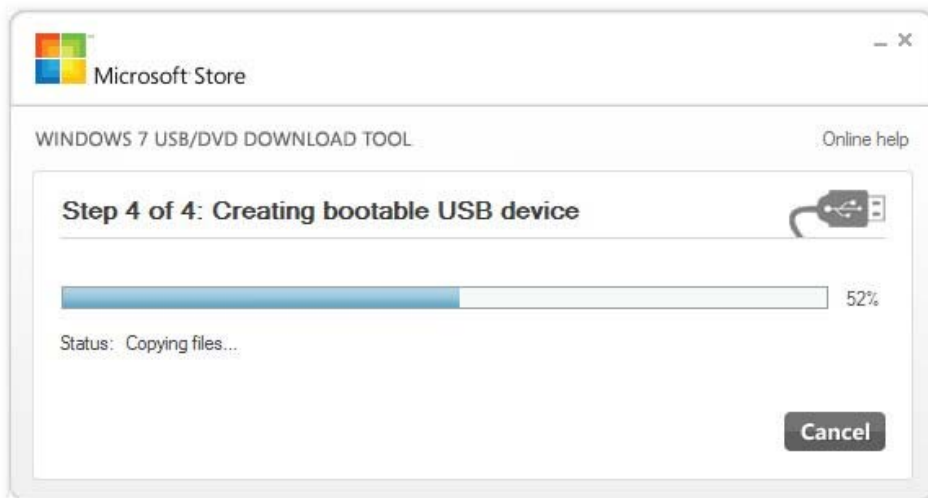 Microsoft Store
WINDOWS 7 USB/DVD DOWNLOAD TOOL
Online help
Step 4 of 4: Creating bootable USB device
52%
Status: Copying files...
Cancel